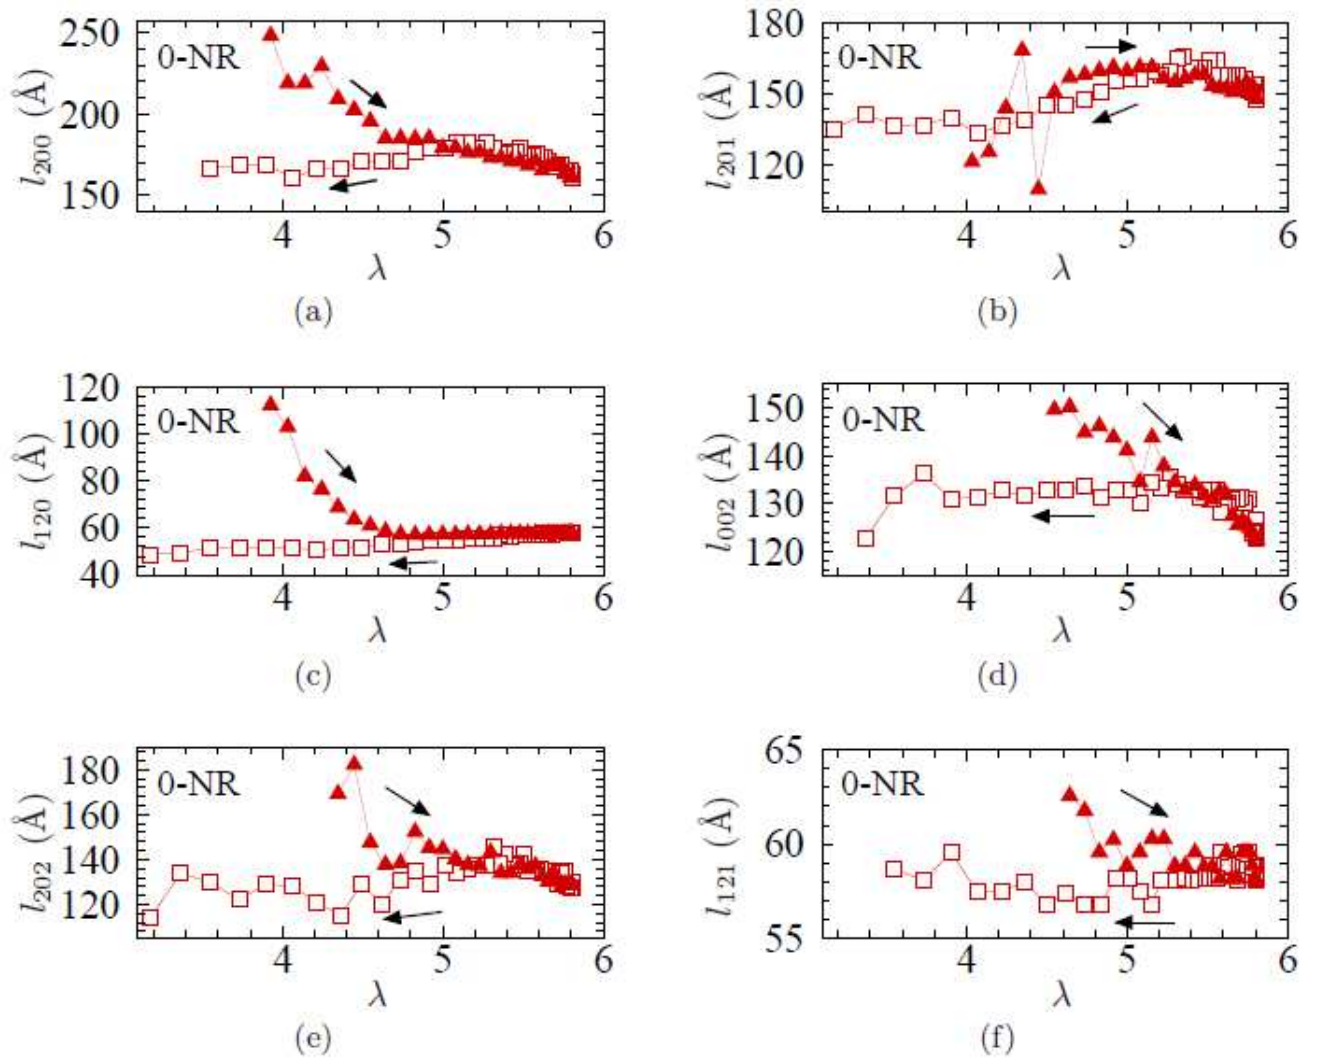 250
200
150
l200 (Å)
0-NR
4 5 6
λ
(a)
180
150
120
l201 (Å)
0-NR
4 5 6
λ
(b)
120
100
80
60
40
l120 (Å)
0-NR
4 5 6
λ
(c)
150
140
130
120
l002 (Å)
0-NR
4 5 6
λ
(d)
180
160
140
120
l202 (Å)
0-NR
4 5 6
λ
(e)
65
60
55
l121 (Å)
0-NR
4 5 6
λ
(f)